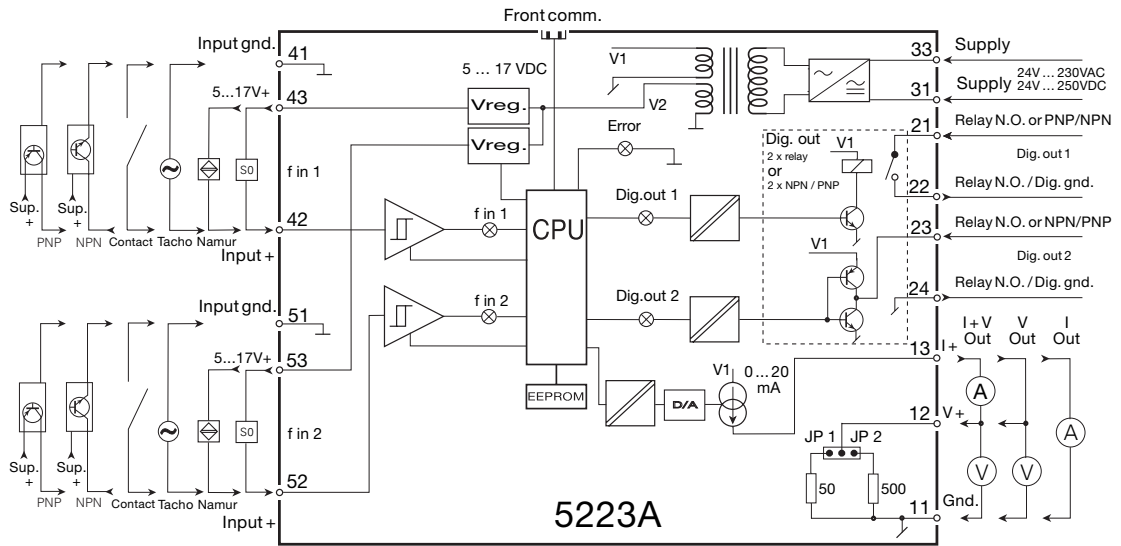 Front comm.
Input gnd.
41
5...17V+
43
5 ... 17 VDC
Vreg.
Vreg.
V1
V2
33
Supply
24V ... 230VAC
Supply 24V ... 250VDC
31
21
Relay N.O. or PNP/NPN
Dig. out 1
22
Relay N.O. / Dig. gnd.
Relay N.O. or NPN/PNP
23
Dig. out 2
Relay N.O. / Dig. gnd.
24
Error
Dig. out
2 x relay
or
2 x NPN / PNP
V1
V1
S0
f in 1
Sup.
+
Sup.
+
PNP
NPN
Contact
Tacho
Namur
42
Input +
f in 1
CPU
Dig.out 1
f in 2
Dig.out 2
EEPROM
D/A
V1
0 ... 20
mA
Input gnd.
51
5...17V+
53
S0
f in 2
Sup.
+
Sup.
+
PNP
NPN
Contact
Tacho
Namur
52
Input +
13
I+
I + V
Out
V
Out
I
Out
12
V+
A
A
V
V
JP 1
JP 2
50
500
11
Gnd.
5223A